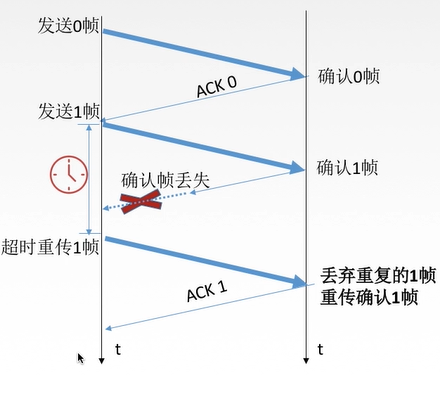 发送0帧
确认0帧
ACK 0
发送1帧
确认1帧
确认帧丢失
超时重传1帧
丢弃重复的1帧
重传确认1帧
ACK 1
t
t